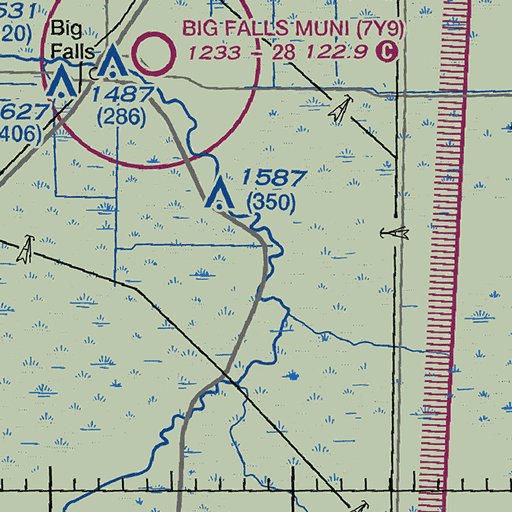 531
20)
Big
Falls
BIG FALLS MUNI (7Y9)
1233 - 28 122.9 C
1487
(286)
627
406)
1587
(350)